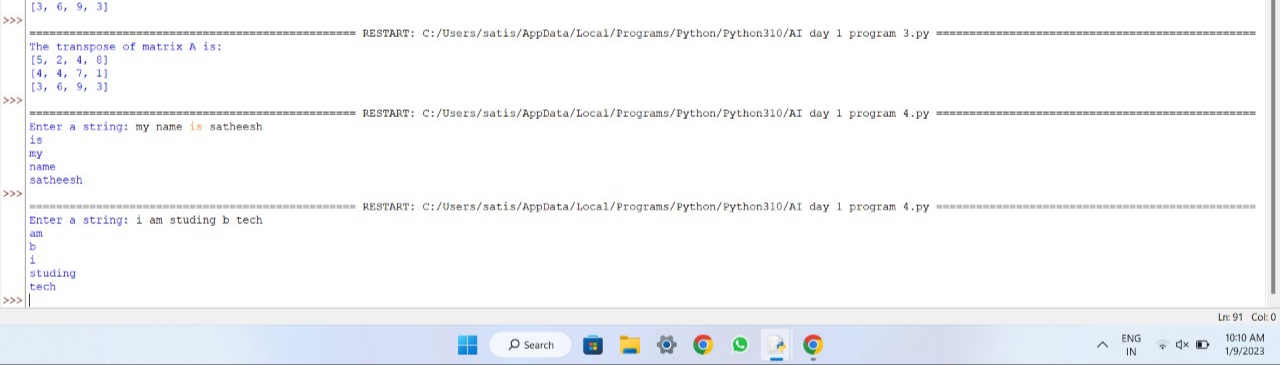 [3, 6, 9, 3]
>>>
=============== RESTART: C:/Users/satis/AppData/Local/Programs/Python/Python310/AI day 1 program 3.py ===============
The transpose of matrix A is:
[5, 2, 4, 8]
[4, 4, 7, 1]
[3, 6, 9, 3]
>>>
=============== RESTART: C:/Users/satis/AppData/Local/Programs/Python/Python310/AI day 1 program 4.py ===============
Enter a string: my name is satheesh
is
my
name
satheesh
>>>
=============== RESTART: C:/Users/satis/AppData/Local/Programs/Python/Python310/AI day 1 program 4.py ===============
Enter a string: i am studing b tech
am
b
i
studing
tech
>>>
Ln: 91 Col: 0
Search
ENG
IN
10:10 AM
1/9/2023